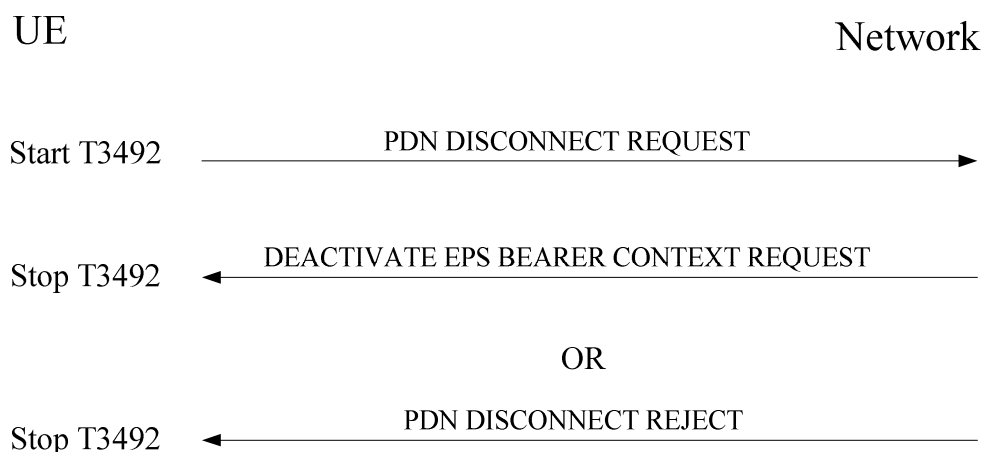 UE
Network
Start T3492
PDN DISCONNECT REQUEST
DEACTIVATE EPS BEARER CONTEXT REQUEST
Stop T3492
OR
PDN DISCONNECT REJECT
Stop T3492